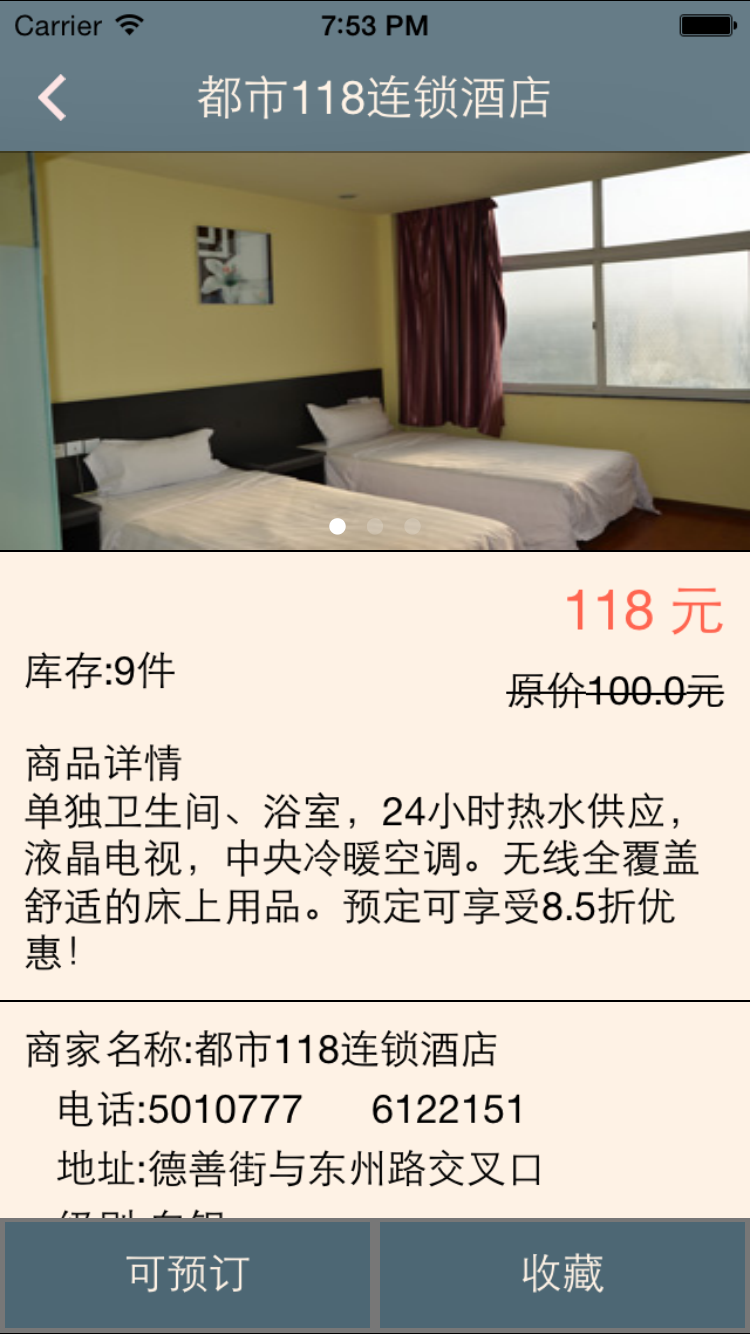 Carrier 7:53 PM
都市118连锁酒店
118 元
库存:9件
原价100.0元
商品详情
单独卫生间、浴室，24小时热水供应，
液晶电视，中央冷暖空调。无线全覆盖
舒适的床上用品。预定可享受8.5折优
惠！
商家名称:都市118连锁酒店
电话:5010777 6122151
地址:德善街与东州路交叉口
可预订 收藏